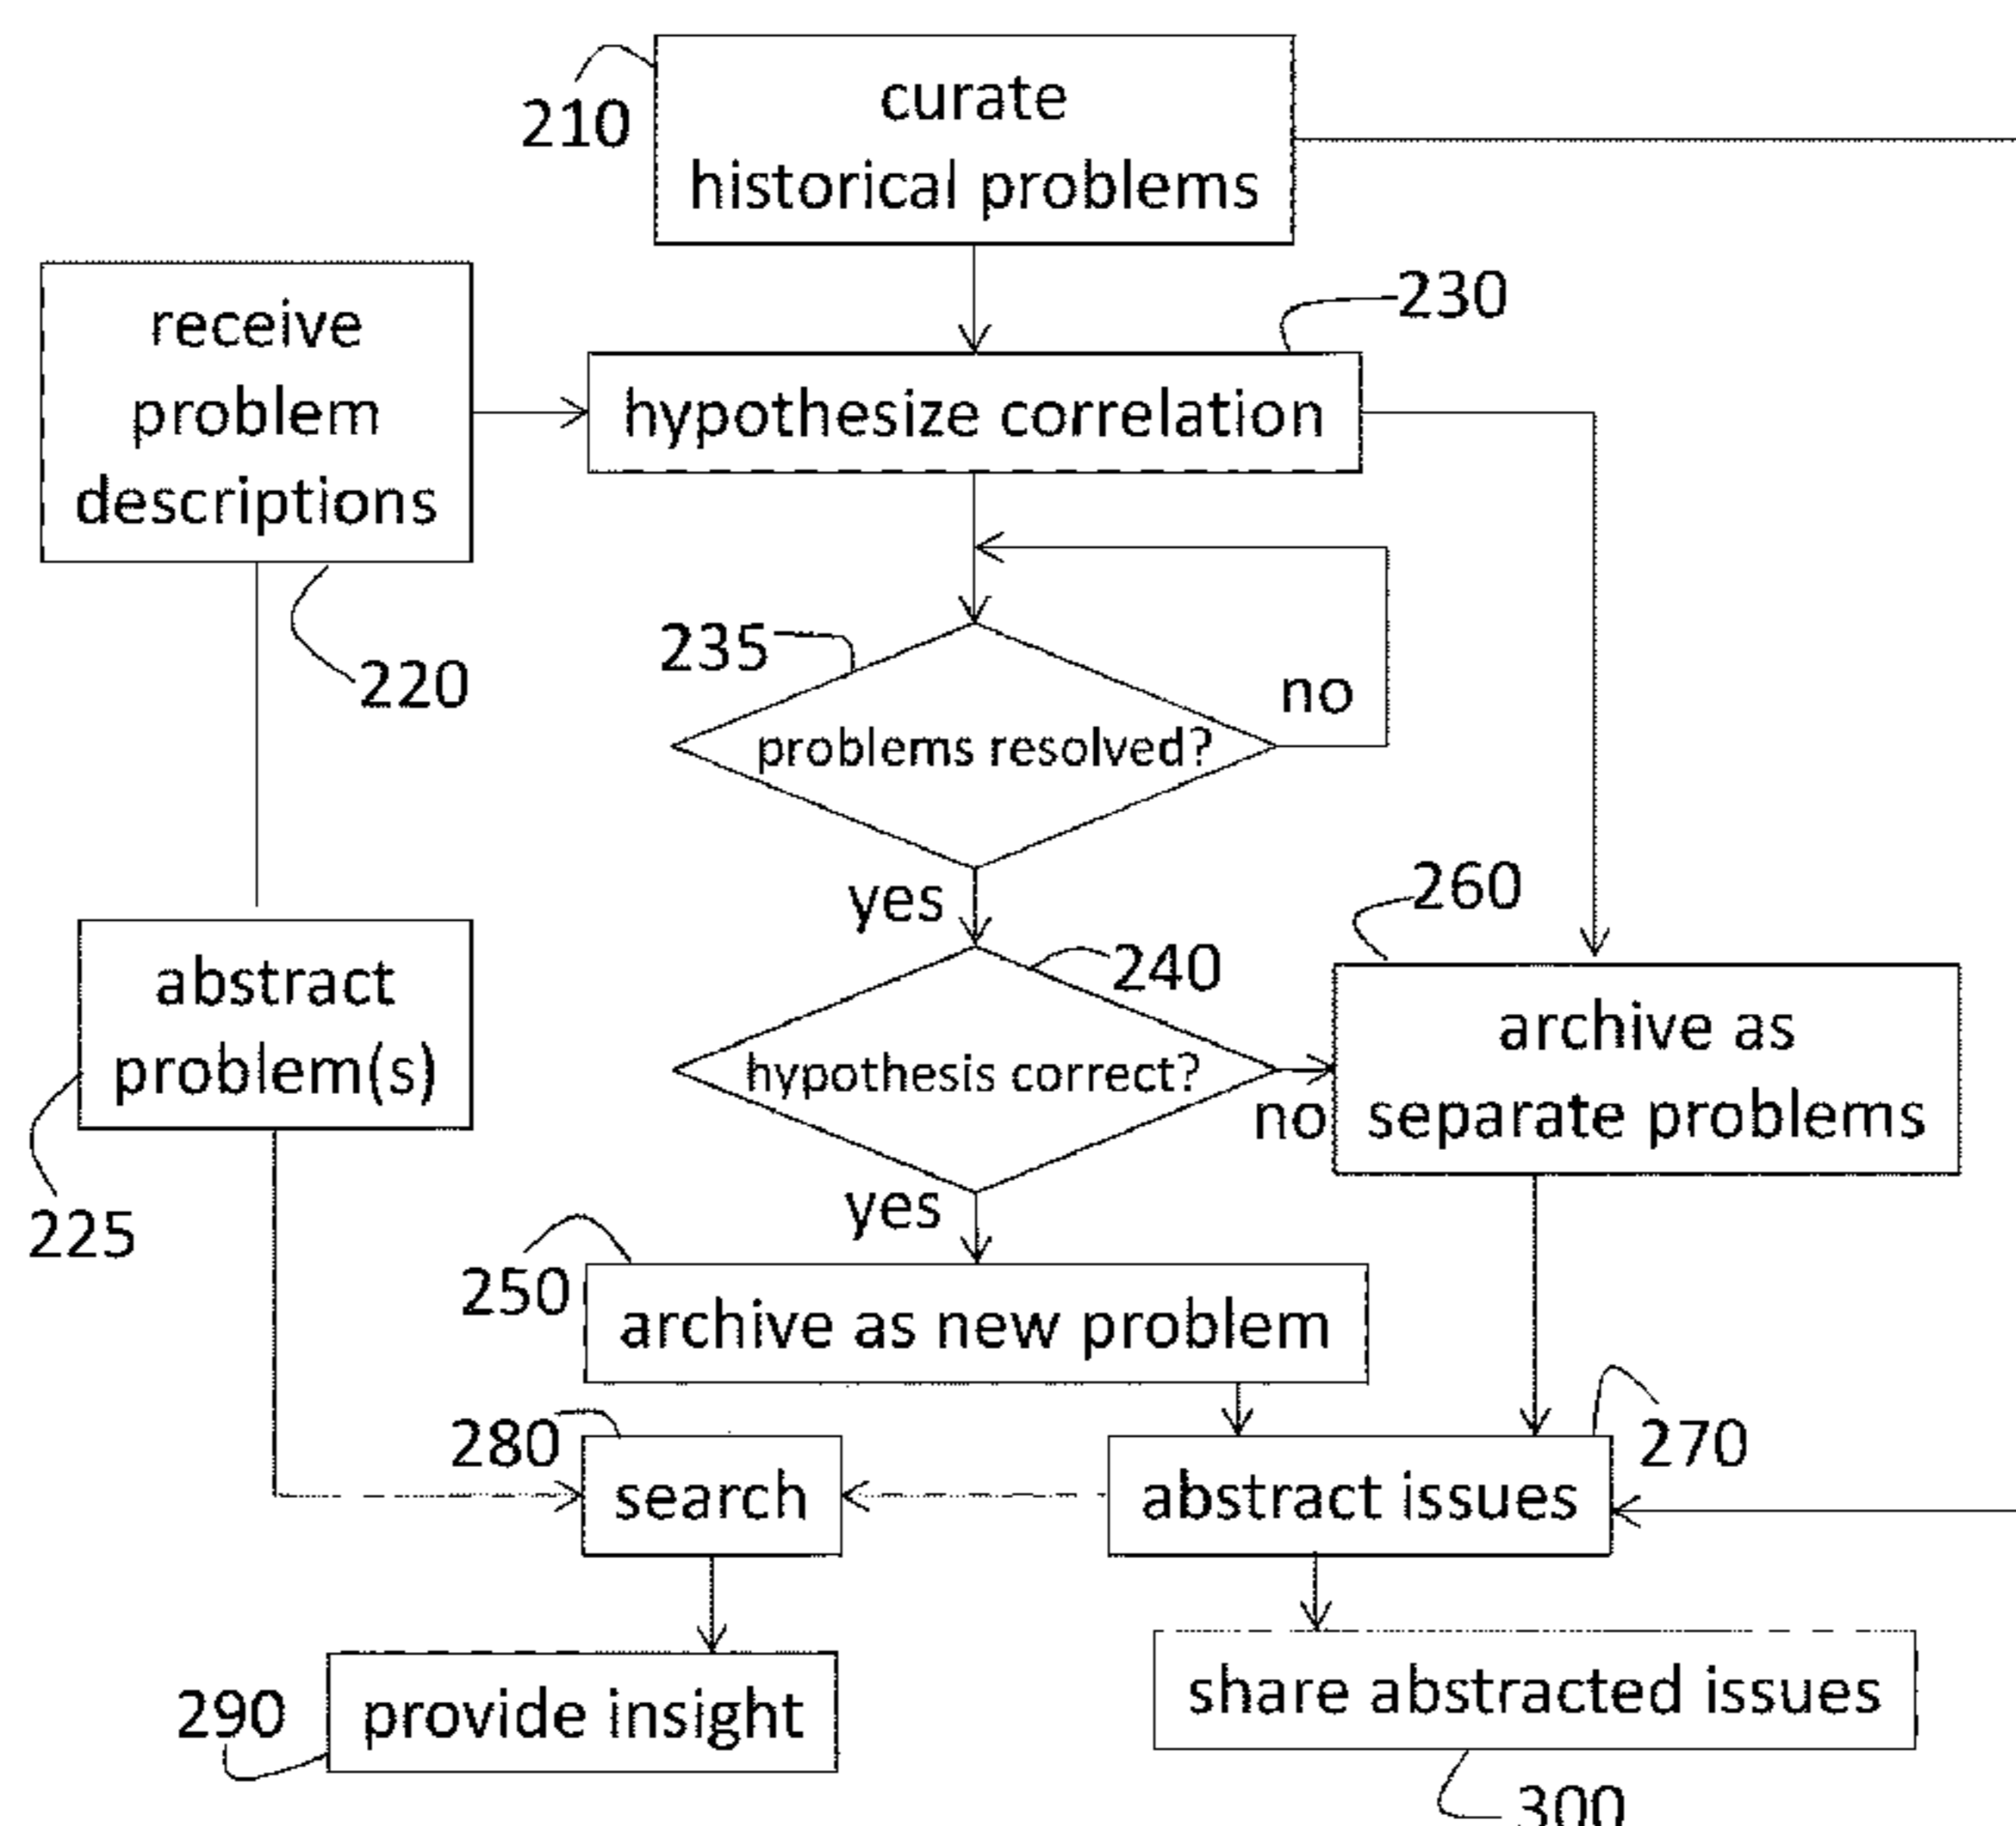 curate
historical problems
210
receive
problem
descriptions
220
230
hypothesize correlation
235
problems resolved?
no
yes
260
240
hypothesis correct?
no
yes
archive as
separate problems
abstract
problem(s)
225
250
archive as new problem
280
search
abstract issues
270
290
provide insight
share abstracted issues
300